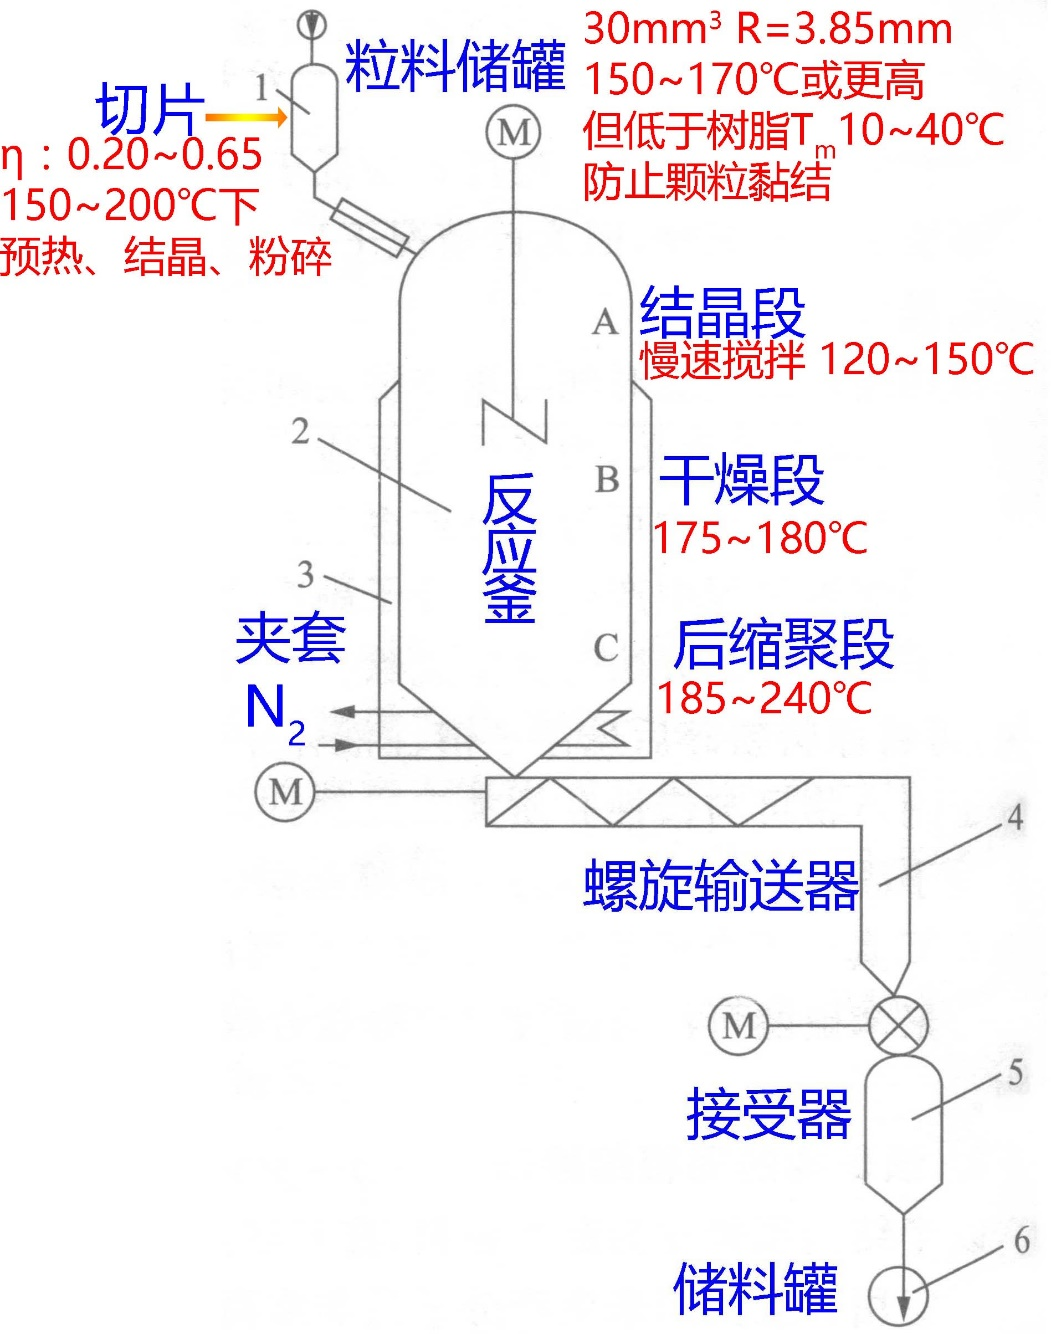 粒料储罐
30mm³ R=3.85mm
150~170℃或更高
但低于树脂Tm 10~40℃
防止颗粒黏结
1
切片
η：0.20~0.65
150~200℃下
预热、结晶、粉碎
M
A
结晶段
慢速搅拌 120~150℃
2
反应釜
B
干燥段
175~180℃
3
夹套
N₂
C
后缩聚段
185~240℃
M
4
螺旋输送器
M
5
接受器
6
储料罐